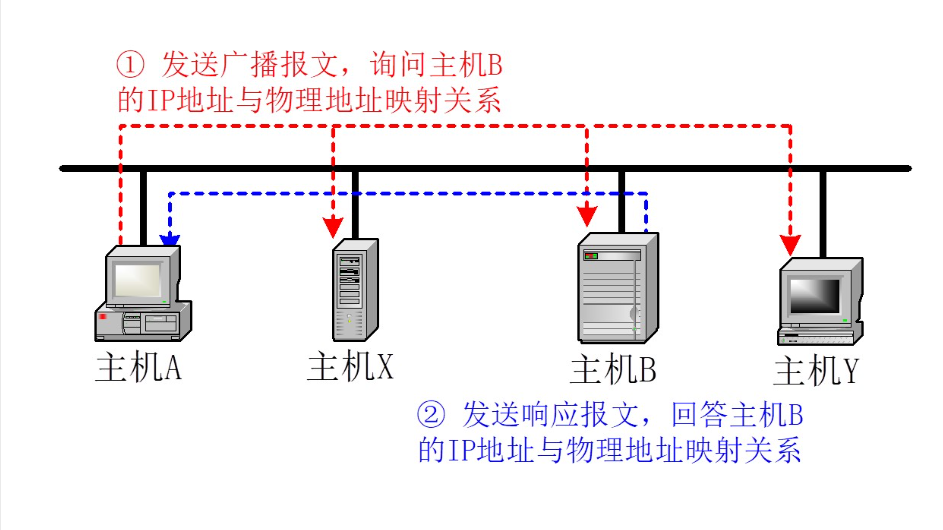 ① 发送广播报文，询问主机B
的IP地址与物理地址映射关系
主机A
主机X
主机B
主机Y
② 发送响应报文，回答主机B
的IP地址与物理地址映射关系